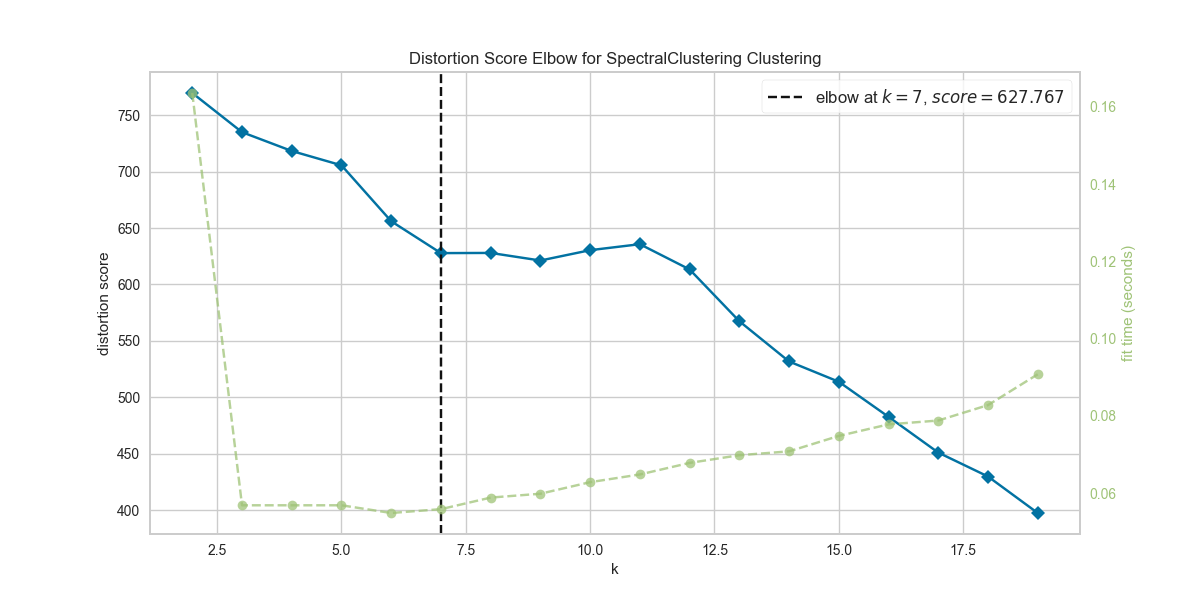 Distortion Score Elbow for SpectralClustering Clustering
elbow at k = 7, score = 627.767
distortion score
750
700
650
600
550
500
450
400
0.16
0.14
0.12
0.10
0.08
0.06
fit time (seconds)
2.5 5.0 7.5 10.0 12.5 15.0 17.5
k